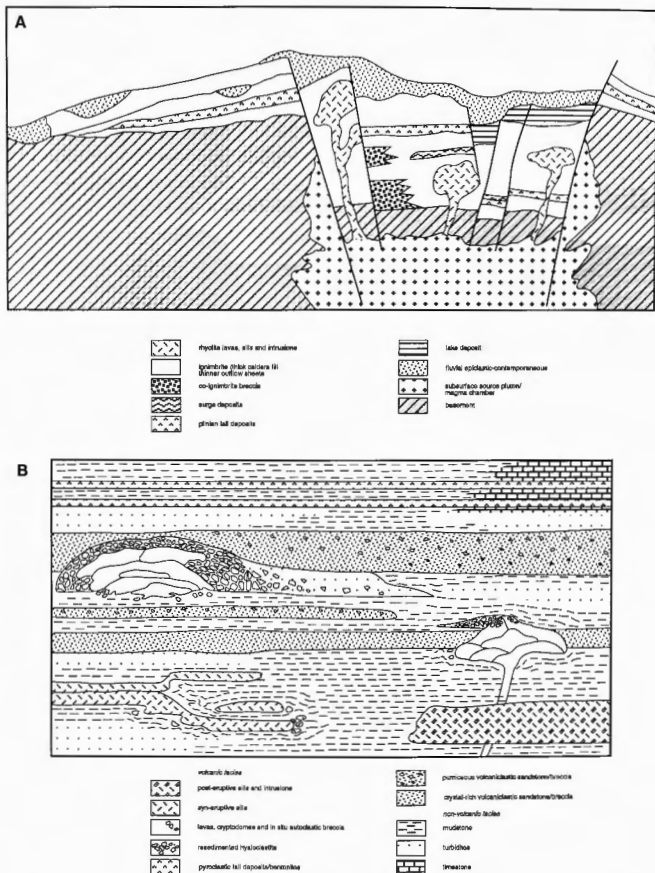 A
rhyolite lavas, sills and intrusions
ignimbrite (thick caldera fill
thinner outflow sheets
co-ignimbrite breccia
surge deposits
plinian fall deposits
lake deposit
fluvial epiclastic-contemporaneous
subsurface source pluton/
magma chamber
basement
B
volcanic facies
post-eruptive sills and intrusions
syn-eruptive sills
lavas, cryptodomes and in situ autoclastic breccia
resedimented hyaloclastite
pyroclastic fall deposits/bentonites
pumiceous volcaniclastic sandstone/breccia
crystal-rich volcaniclastic sandstone/breccia
non-volcanic facies
mudstone
turbidites
limestone